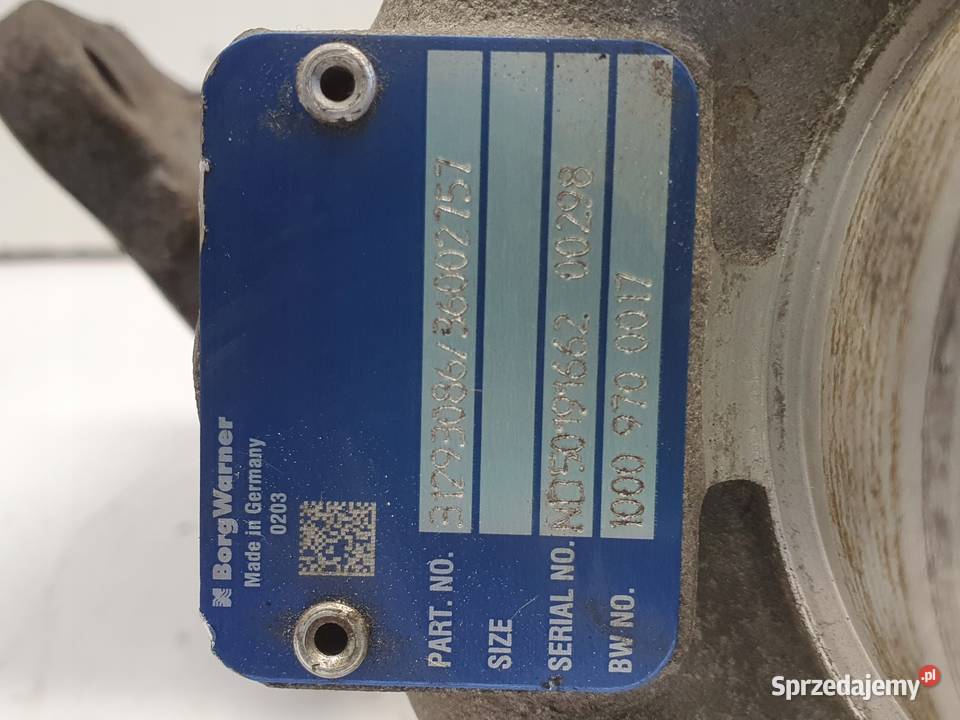 BorgWarner
Made in Germany
0203
PART. NO. 31293086/36002757
SIZE
SERIAL NO. ND509191662 00298
BW NO. 1000 970 0017
Sprzedajemy.pl